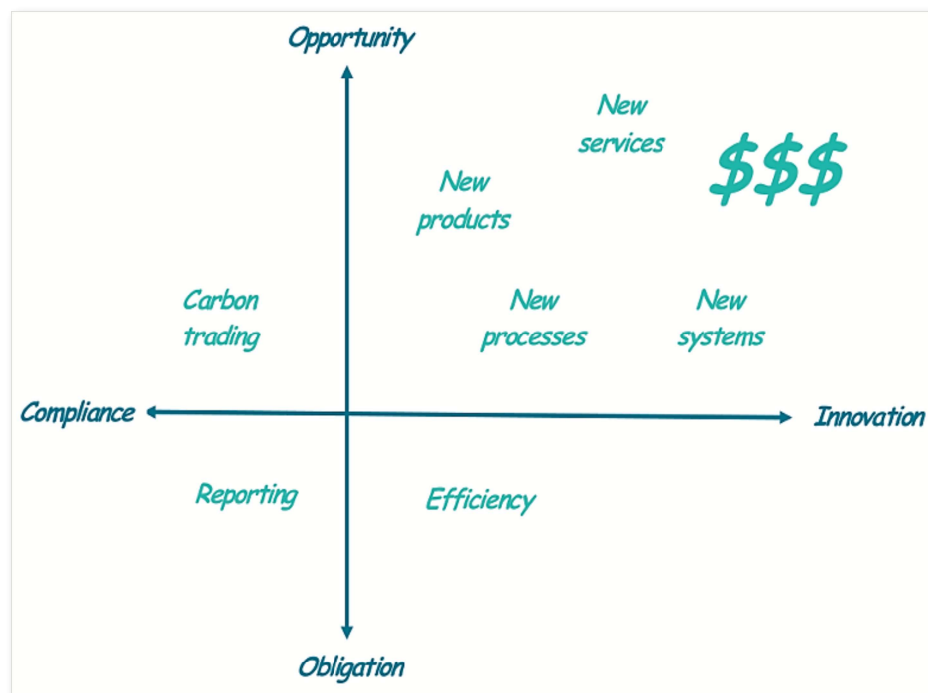 Opportunity
New
services
$$$
New
products
Carbon
trading
New
processes
New
systems
Compliance
Innovation
Reporting
Efficiency
Obligation